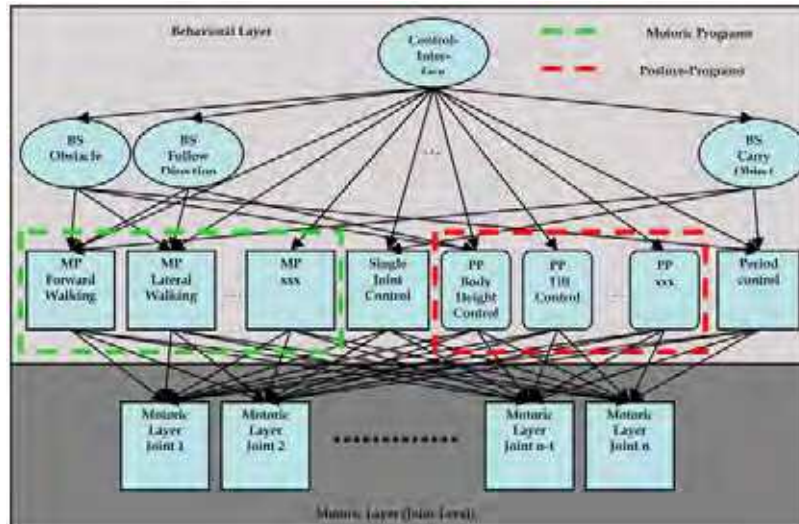 Behavioral Layer
Control-
Inter-
Motoric Programs
Posture-Programs
BS
Obstacle
BS
Follow
Direction
...
BS
Carry
Object
MP
Forward
Walking
MP
Lateral
Walking
...
MP
xxx
Single
Joint
Control
PP
Body
Height
Control
PP
Tilt
Control
...
PP
xxx
Period
control
Motoric
Layer
Joint 1
Motoric
Layer
Joint 2
Motoric
Layer
Joint n-1
Motoric
Layer
Joint n
Motoric Layer (Joint-Level)